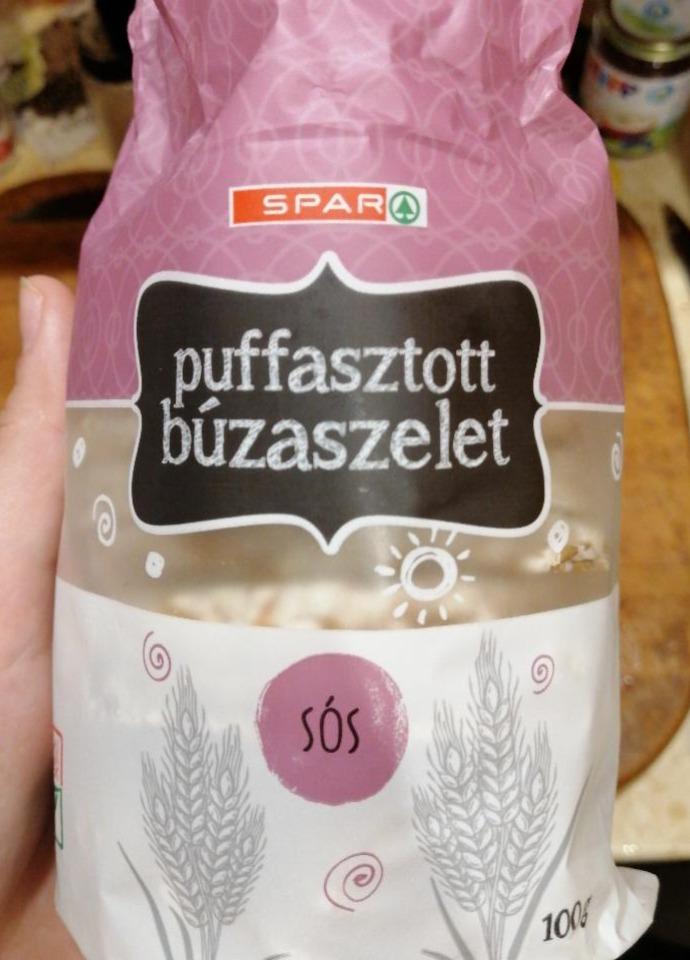 SPAR
puffasztott
búzaszelet
sós
100g